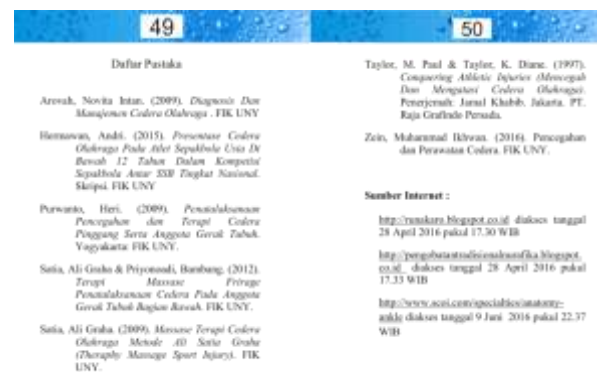 49
Daftar Pustaka
Arovah, Novita Intan. (2009). Diagnosis Dan
Manajemen Cedera Olahraga . FIK UNY
Hermawan, Andri. (2015). Presentase Cedera
Olahraga Pada Atlet Sepakbola Usia Di
Bawah 12 Tahun Dalam Kompetisi
Sepakbola Antar SSB Tingkat Nasional.
Skripsi. FIK UNY
Purwanto, Heri. (2009). Penatalaksanaan
Pencegahan dan Terapi Cedera
Pinggang Serta Anggota Gerak Tubuh.
Yogyakarta: FIK UNY.
Satia, Ali Graha & Priyonoadi, Bambang. (2012).
Terapi Massase Frirage
Penatalaksanaan Cedera Pada Anggota
Gerak Tubuh Bagian Bawah. FIK UNY.
Satia, Ali Graha. (2009). Massase Terapi Cedera
Olahraga Metode Ali Satia Graha
(Theraphy Massage Sport Injury). FIK
UNY.
50
Taylor, M. Paul & Taylor, K. Diane. (1997).
Conquering Athletic Injuries (Mencegah
Dan Mengatasi Cedera Olahraga).
Penerjemah: Jamal Khabib. Jakarta. PT.
Raja Grafindo Persada.
Zein, Muhammad Ikhwan. (2016). Pencegahan
dan Perawatan Cedera. FIK UNY.
Sumber Internet :
http://runakaro.blogspot.co.id diakses tanggal
28 April 2016 pukul 17.30 WIB
http://pengobatantradisionalnurafika.blogspot.
co.id diakses tanggal 28 April 2016 pukul
17.33 WIB
http://www.scoi.com/specialties/anatomy-
ankle diakses tanggal 9 Juni 2016 pukul 22.37
WIB